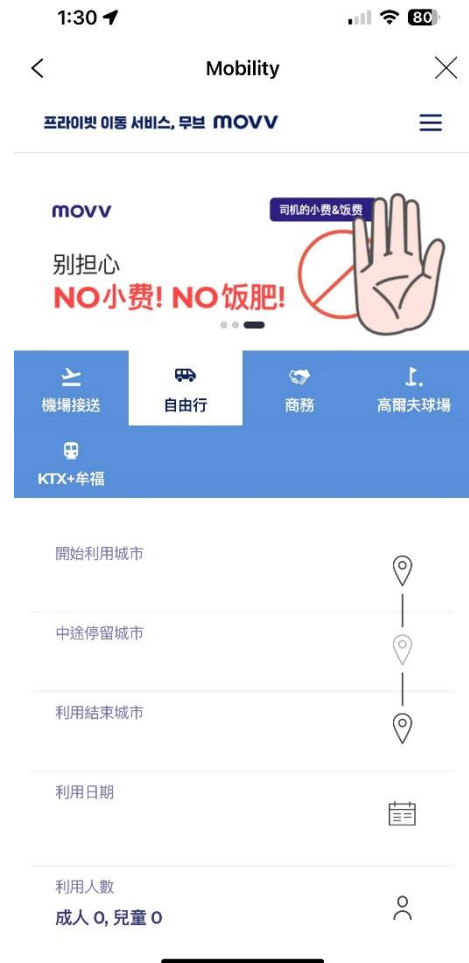 1:30
80
Mobility
프라이빗 이동 서비스, 무브 MOVV
MOVV
司机的小费&饭费
别担心
NO小费! NO饭肥!
機場接送
自由行
商務
高爾夫球場
KTX+牟福
開始利用城市
中途停留城市
利用結束城市
利用日期
利用人數
成人 0, 兒童 0